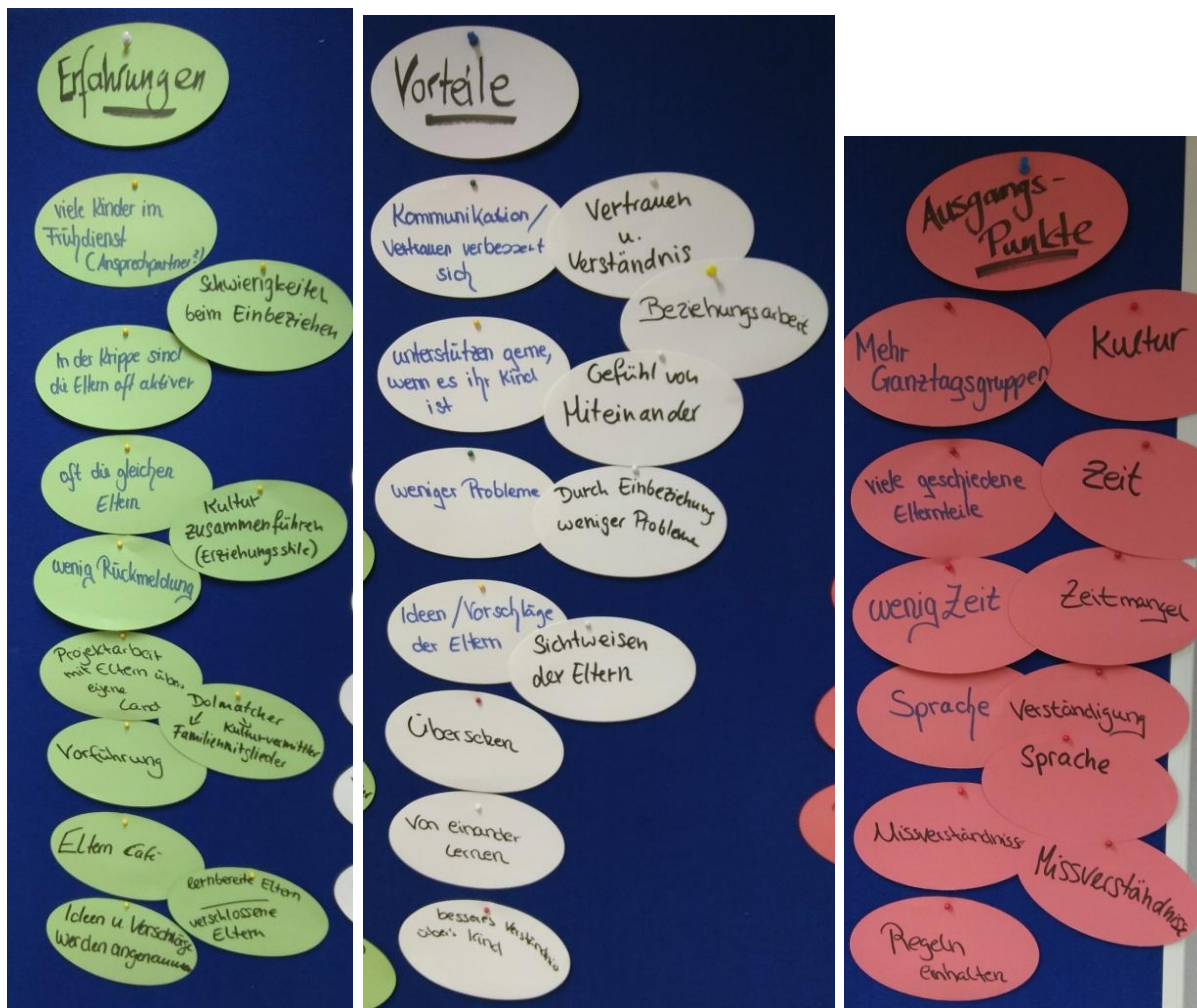 Erfahrungen
viele Kinder im
Frühdienst
(Ansprechpartner?)
Schwierigkeiten
beim Einbeziehen
In der Krippe sind
die Eltern oft aktiver
oft die gleichen
Eltern
Kultur
zusammenführen
(Erziehungsstile)
wenig Rückmeldung
Projektarbeit
mit Eltern über
eigene
Land
Dolmatcher
Kulturvermittler
Familienmitglieder
Vorführung
Eltern Café
lernbereite Eltern
verschlossene
Eltern
Ideen u. Vorschläge
werden angenommen
Vorteile
Kommunikation/
Vertrauen verbessert
sich
Vertrauen
u.
Verständnis
Beziehungsarbeit
unterstützen gerne,
wenn es ihr Kind
ist
Gefühl von
Miteinander
weniger Probleme
Durch Einbeziehung
weniger Probleme
Ideen/Vorschläge
der Eltern
Sichtweisen
der Eltern
Von einander
Lernen
besseres Verständnis
über's Kind
Ausgangs-
Punkte
Mehr
Ganztagsgruppen
Kultur
viele geschiedene
Elternteile
Zeit
wenig Zeit
Zeitmangel
Sprache
Verständigung
Sprache
Missverständniss
Missverständnisse
Regeln
einhalten